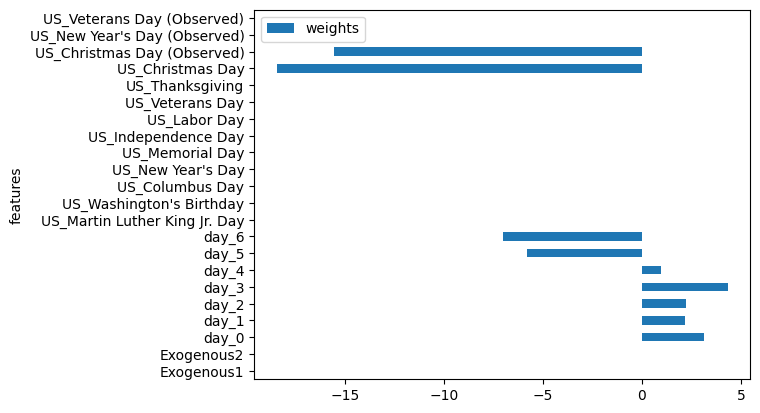 US_Veterans Day (Observed)
US_New Year's Day (Observed)
US_Christmas Day (Observed)
US_Christmas Day
US_Thanksgiving
US_Veterans Day
US_Labor Day
US_Independence Day
US_Memorial Day
US_New Year's Day
US_Columbus Day
US_Washington's Birthday
US_Martin Luther King Jr. Day
day_6
day_5
day_4
day_3
day_2
day_1
day_0
Exogenous2
Exogenous1
features
weights
−15 −10 −5 0 5